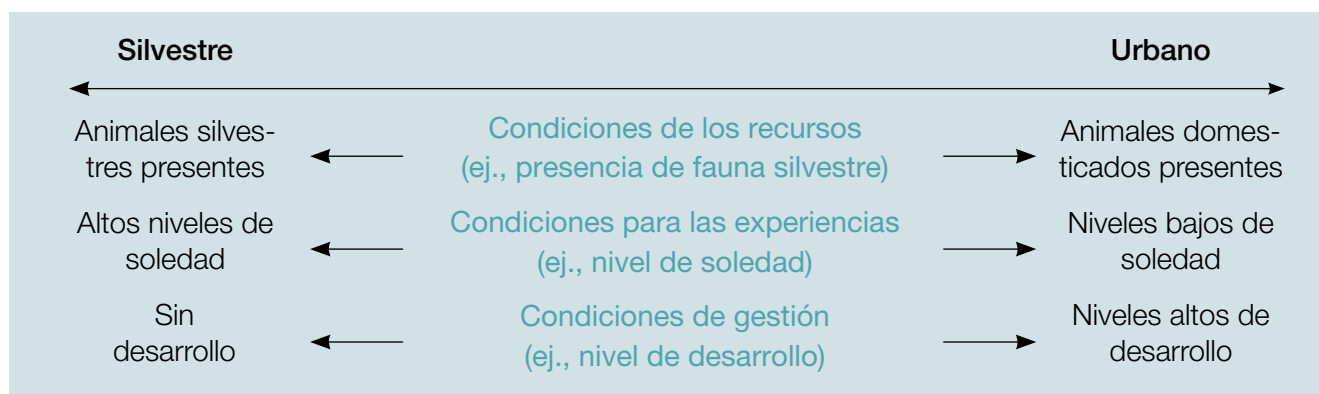 Silvestre
Urbano
Animales silves-
tres presentes
Condiciones de los recursos
(ej., presencia de fauna silvestre)
Animales domes-
ticados presentes
Altos niveles de
soledad
Condiciones para las experiencias
(ej., nivel de soledad)
Niveles bajos de
soledad
Sin
desarrollo
Condiciones de gestión
(ej., nivel de desarrollo)
Niveles altos de
desarrollo